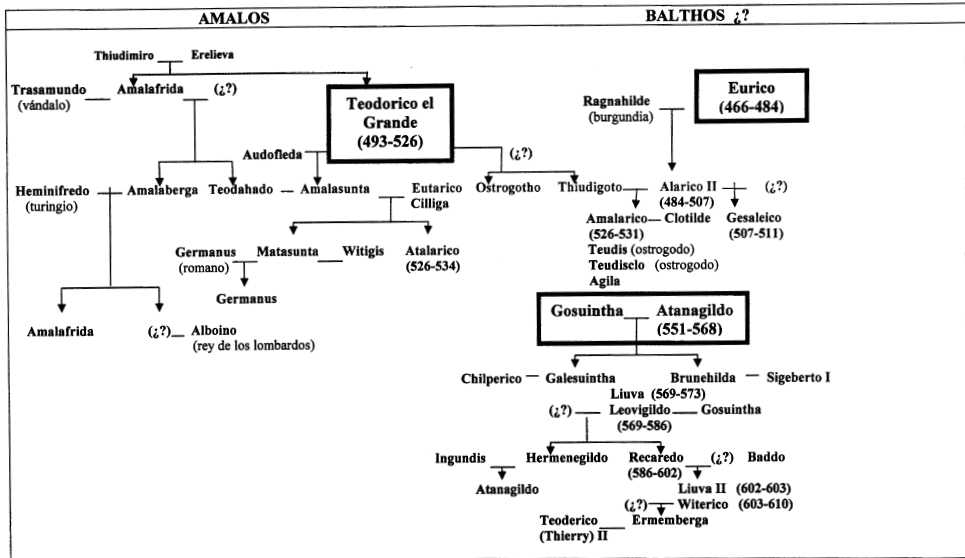 AMALOS BALTHOS ¿?
Thiudimiro Erelieva
Trasamundo Amalafrida (¿?)
(vándalo)
Teodorico el
Grande
(493-526)
Ragnahilde
(burgundia)
Eurico
(466-484)
Audofleda (¿?)
Heminifredo Amalaberga Teodahado Amalasunta Eutarico Ostrogotho Thiudigoto Alarico II (¿?)
(turingio) Cilliga (484-507)
Amalarico Clotilde Gesaleico
(526-531) (507-511)
Germanus Matasunta Witigis Atalarico Teudis (ostrogodo)
(romano) (526-534) Teudisclo (ostrogodo)
Agila
Germanus
Amalafrida (¿?) Alboino
(rey de los lombardos)
Gosuintha Atanagildo
(551-568)
Chilperico Galesuintha Brunehilda Sigeberto I
Liuva (569-573)
(¿?) Leovigildo Gosuintha
(569-586)
Ingundis Hermenegildo Recaredo (¿?) Baddo
(586-602)
Atanagildo Liuva II (602-603)
(¿?) Witerico (603-610)
Teoderico Ermemberga
(Thierry) II